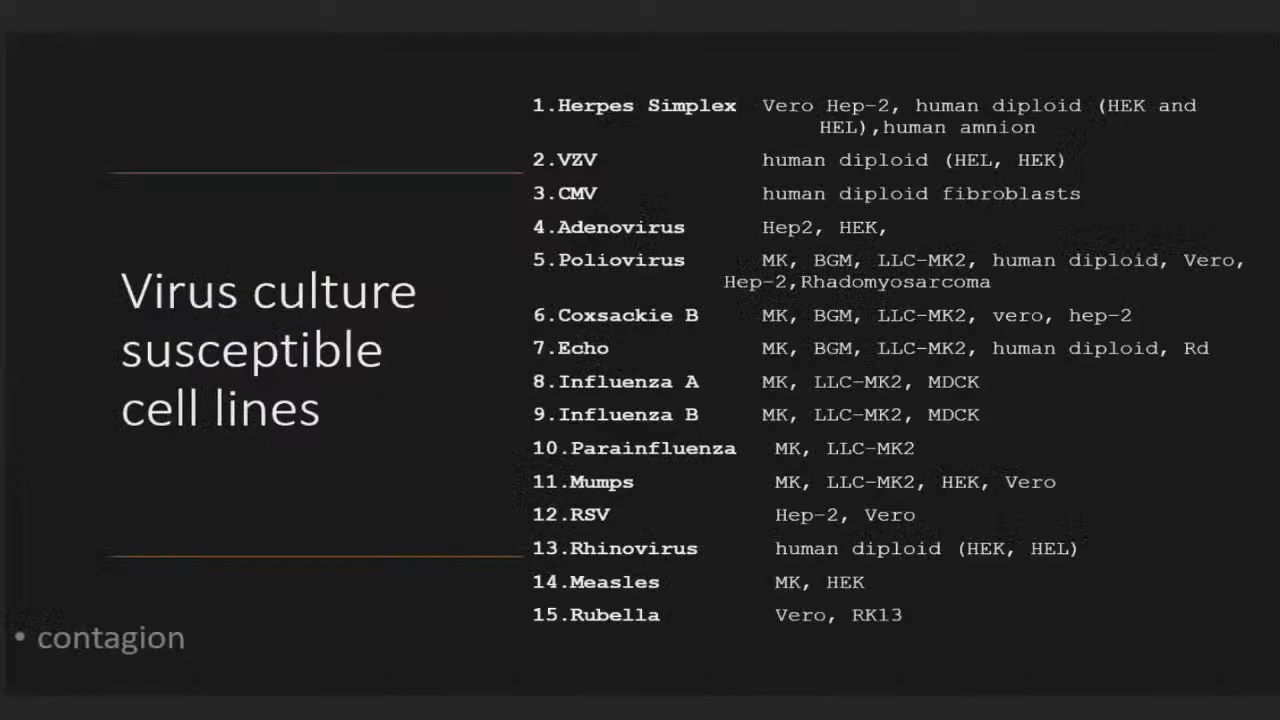 Virus culture
susceptible
cell lines
1.Herpes Simplex Vero Hep-2, human diploid (HEK and
HEL),human amnion
2.VZV human diploid (HEL, HEK)
3.CMV human diploid fibroblasts
4.Adenovirus Hep2, HEK,
5.Poliovirus MK, BGM, LLC-MK2, human diploid, Vero,
Hep-2,Rhadomyosarcoma
6.Coxsackie B MK, BGM, LLC-MK2, vero, hep-2
7.Echo MK, BGM, LLC-MK2, human diploid, Rd
8.Influenza A MK, LLC-MK2, MDCK
9.Influenza B MK, LLC-MK2, MDCK
10.Parainfluenza MK, LLC-MK2
11.Mumps MK, LLC-MK2, HEK, Vero
12.RSV Hep-2, Vero
13.Rhinovirus human diploid (HEK, HEL)
14.Measles MK, HEK
15.Rubella Vero, RK13
• contagion